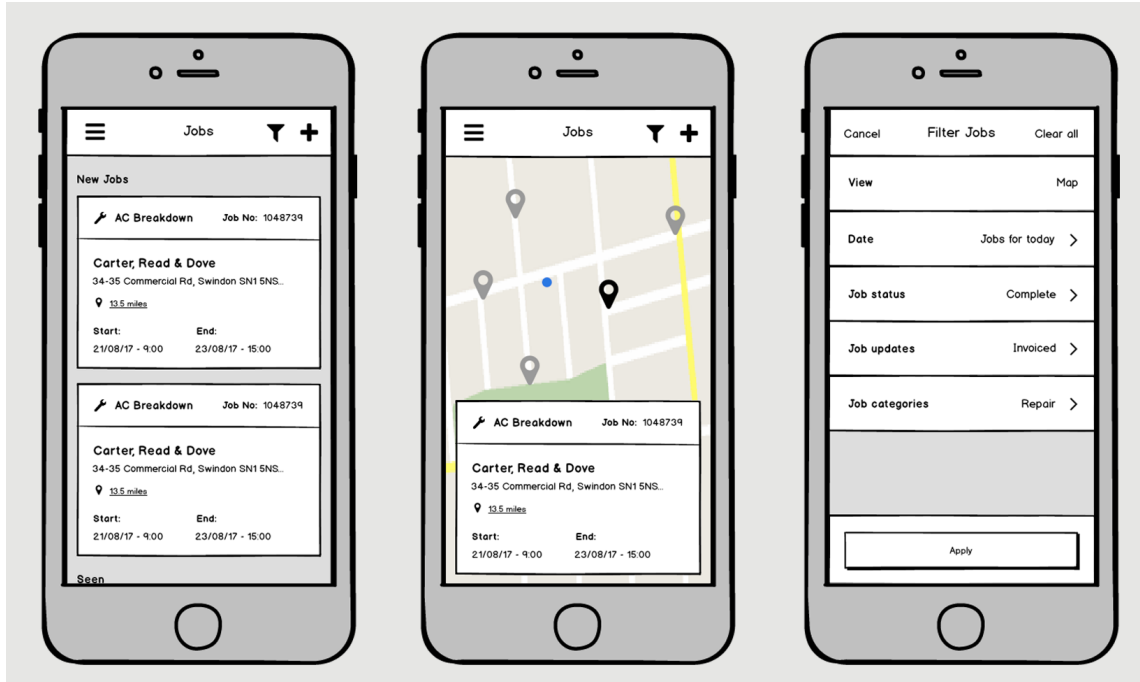 Jobs
New Jobs
AC Breakdown Job No: 1048739
Carter, Read & Dove
34-35 Commercial Rd, Swindon SN1 5NS...
13.5 miles
Start: End:
21/08/17 - 9:00 23/08/17 - 15:00
AC Breakdown Job No: 1048739
Carter, Read & Dove
34-35 Commercial Rd, Swindon SN1 5NS...
13.5 miles
Start: End:
21/08/17 - 9:00 23/08/17 - 15:00
Seen
Jobs
AC Breakdown Job No: 1048739
Carter, Read & Dove
34-35 Commercial Rd, Swindon SN1 5NS...
13.5 miles
Start: End:
21/08/17 - 9:00 23/08/17 - 15:00
Cancel Filter Jobs Clear all
View Map
Date Jobs for today
Job status Complete
Job updates Invoiced
Job categories Repair
Apply